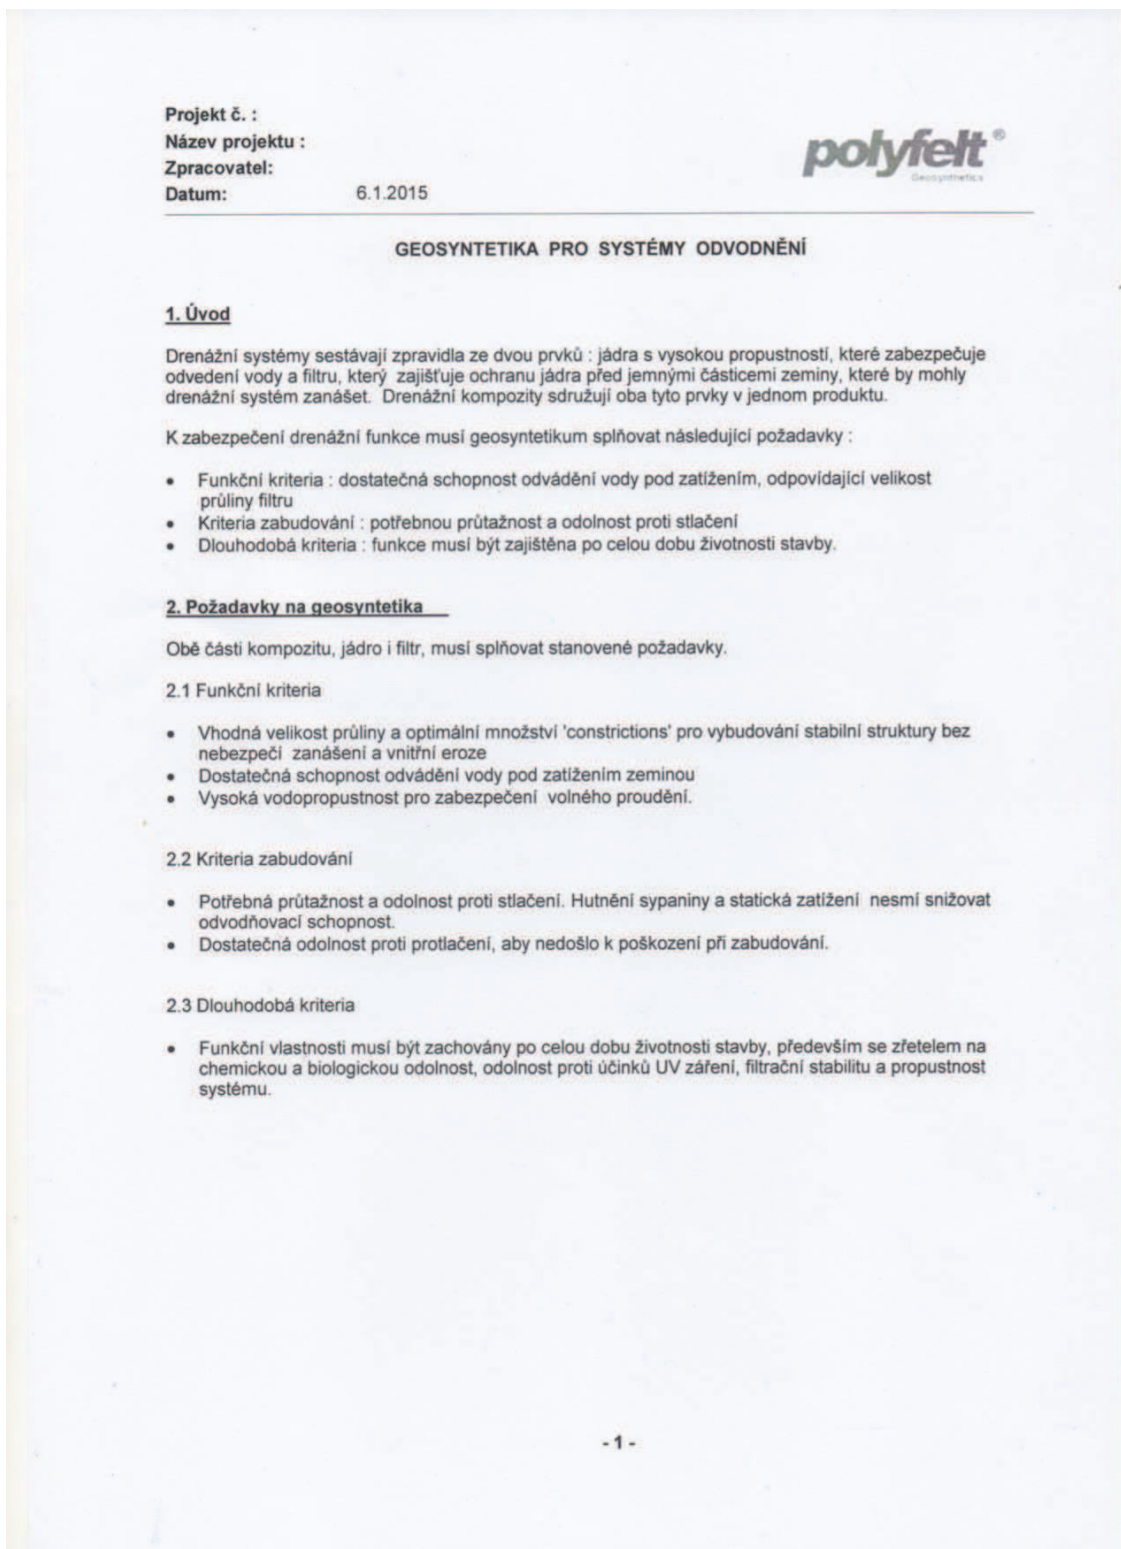 Projekt č. :
Název projektu :
Zpracovatel:
Datum: 6.1.2015
polyfelt ®
Geosynthetics
GEOSYNTETIKA PRO SYSTÉMY ODVODNĚNÍ
1. Úvod
Drenážní systémy sestávají zpravidla ze dvou prvků : jádra s vysokou propustností, které zabezpečuje
odvedení vody a filtru, který zajišťuje ochranu jádra před jemnými částicemi zeminy, které by mohly
drenážní systém zanášet. Drenážní kompozity sdružují oba tyto prvky v jednom produktu.
K zabezpečení drenážní funkce musí geosyntetikum splňovat následující požadavky :
• Funkční kriteria : dostatečná schopnost odvádění vody pod zatížením, odpovídající velikost
průliny filtru
• Kriteria zabudování : potřebnou průtažnost a odolnost proti stlačení
• Dlouhodobá kriteria : funkce musí být zajištěna po celou dobu životnosti stavby.
2. Požadavky na geosyntetika
Obě části kompozitu, jádro i filtr, musí splňovat stanovené požadavky.
2.1 Funkční kriteria
• Vhodná velikost průliny a optimální množství 'constrictions' pro vybudování stabilní struktury bez
nebezpečí zanášení a vnitřní eroze
• Dostatečná schopnost odvádění vody pod zatížením zeminou
• Vysoká vodopropustnost pro zabezpečení volného proudění.
2.2 Kriteria zabudování
• Potřebná průtažnost a odolnost proti stlačení. Hutnění sypaniny a statická zatížení nesmí snižovat
odvodňovací schopnost.
• Dostatečná odolnost proti protlačení, aby nedošlo k poškození při zabudování.
2.3 Dlouhodobá kriteria
• Funkční vlastnosti musí být zachovány po celou dobu životnosti stavby, především se zřetelem na
chemickou a biologickou odolnost, odolnost proti účinků UV záření, filtrační stabilitu a propustnost
systému.
- 1 -